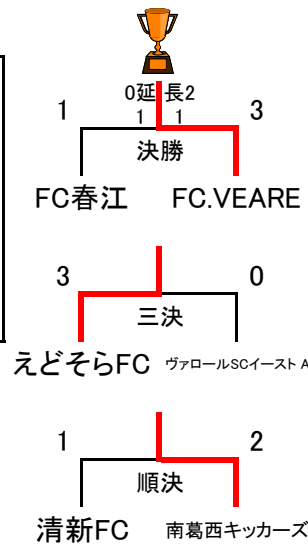 0延長2
1 1 1 3
決勝
FC春江 FC.VEARE
3 0
三決
えどそらFC ヴァロールSCイースト A
1 2
順決
清新FC 南葛西キッカーズ